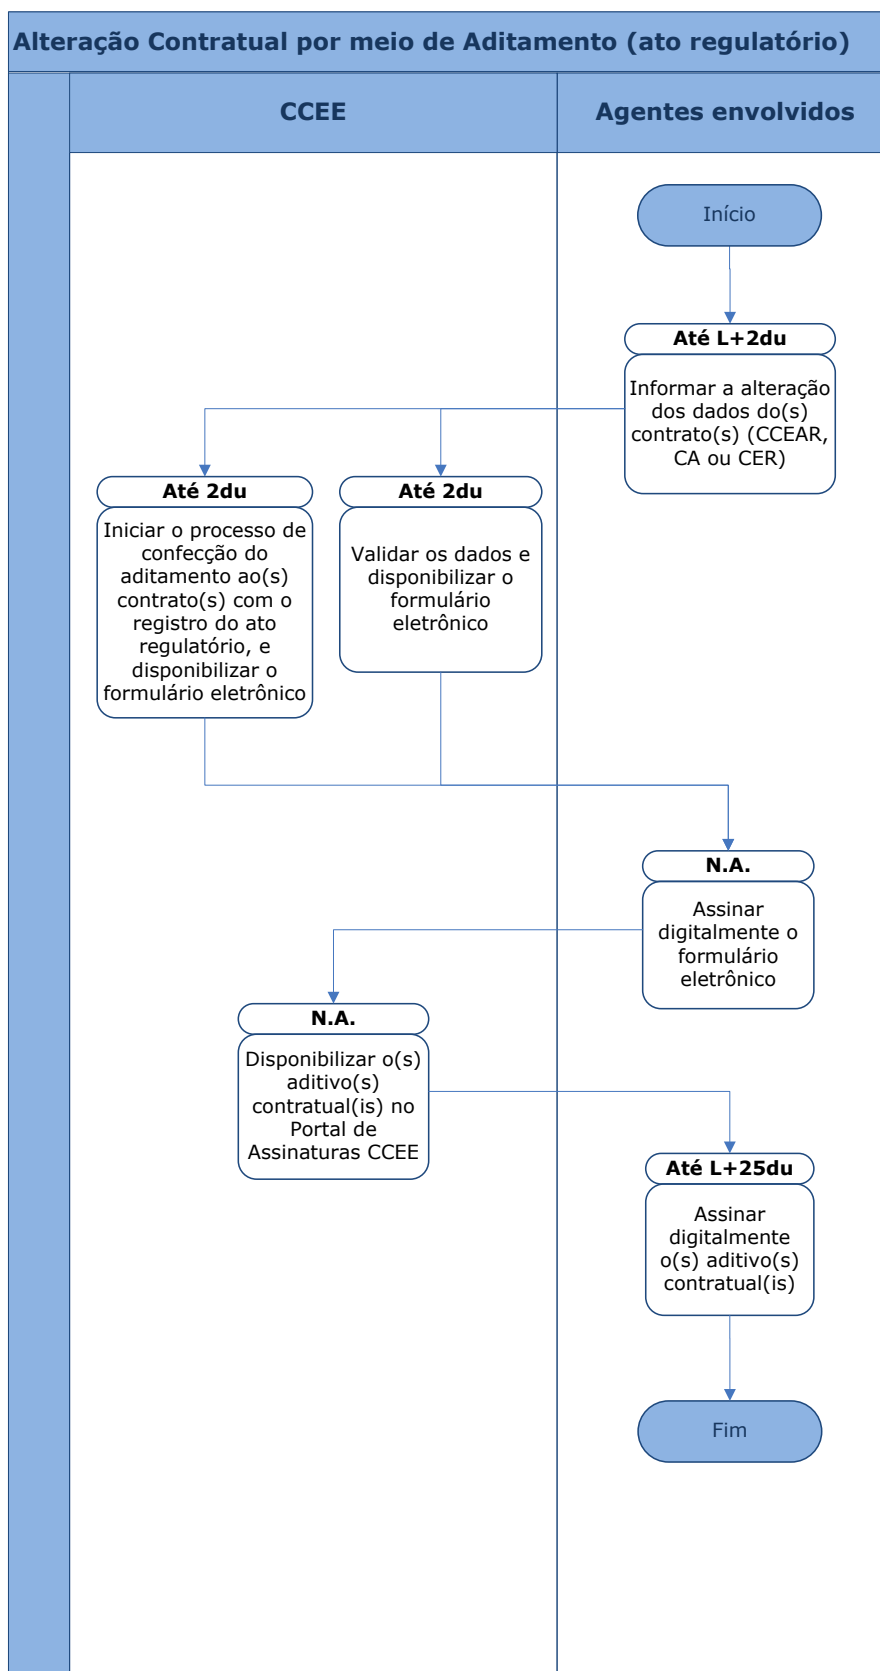 Alteração Contratual por meio de Aditamento (ato regulatório)
CCEE
Agentes envolvidos
Início
Até L+2du
Informar a alteração
dos dados do(s)
contrato(s) (CCEAR,
CA ou CER)
Até 2du
Iniciar o processo de
confecção do
aditamento ao(s)
contrato(s) com o
registro do ato
regulatório, e
disponibilizar o
formulário eletrônico
Até 2du
Validar os dados e
disponibilizar o
formulário
eletrônico
N.A.
Assinar
digitalmente o
formulário
eletrônico
N.A.
Disponibilizar o(s)
aditivo(s)
contratual(is) no
Portal de
Assinaturas CCEE
Até L+25du
Assinar
digitalmente
o(s) aditivo(s)
contratual(is)
Fim